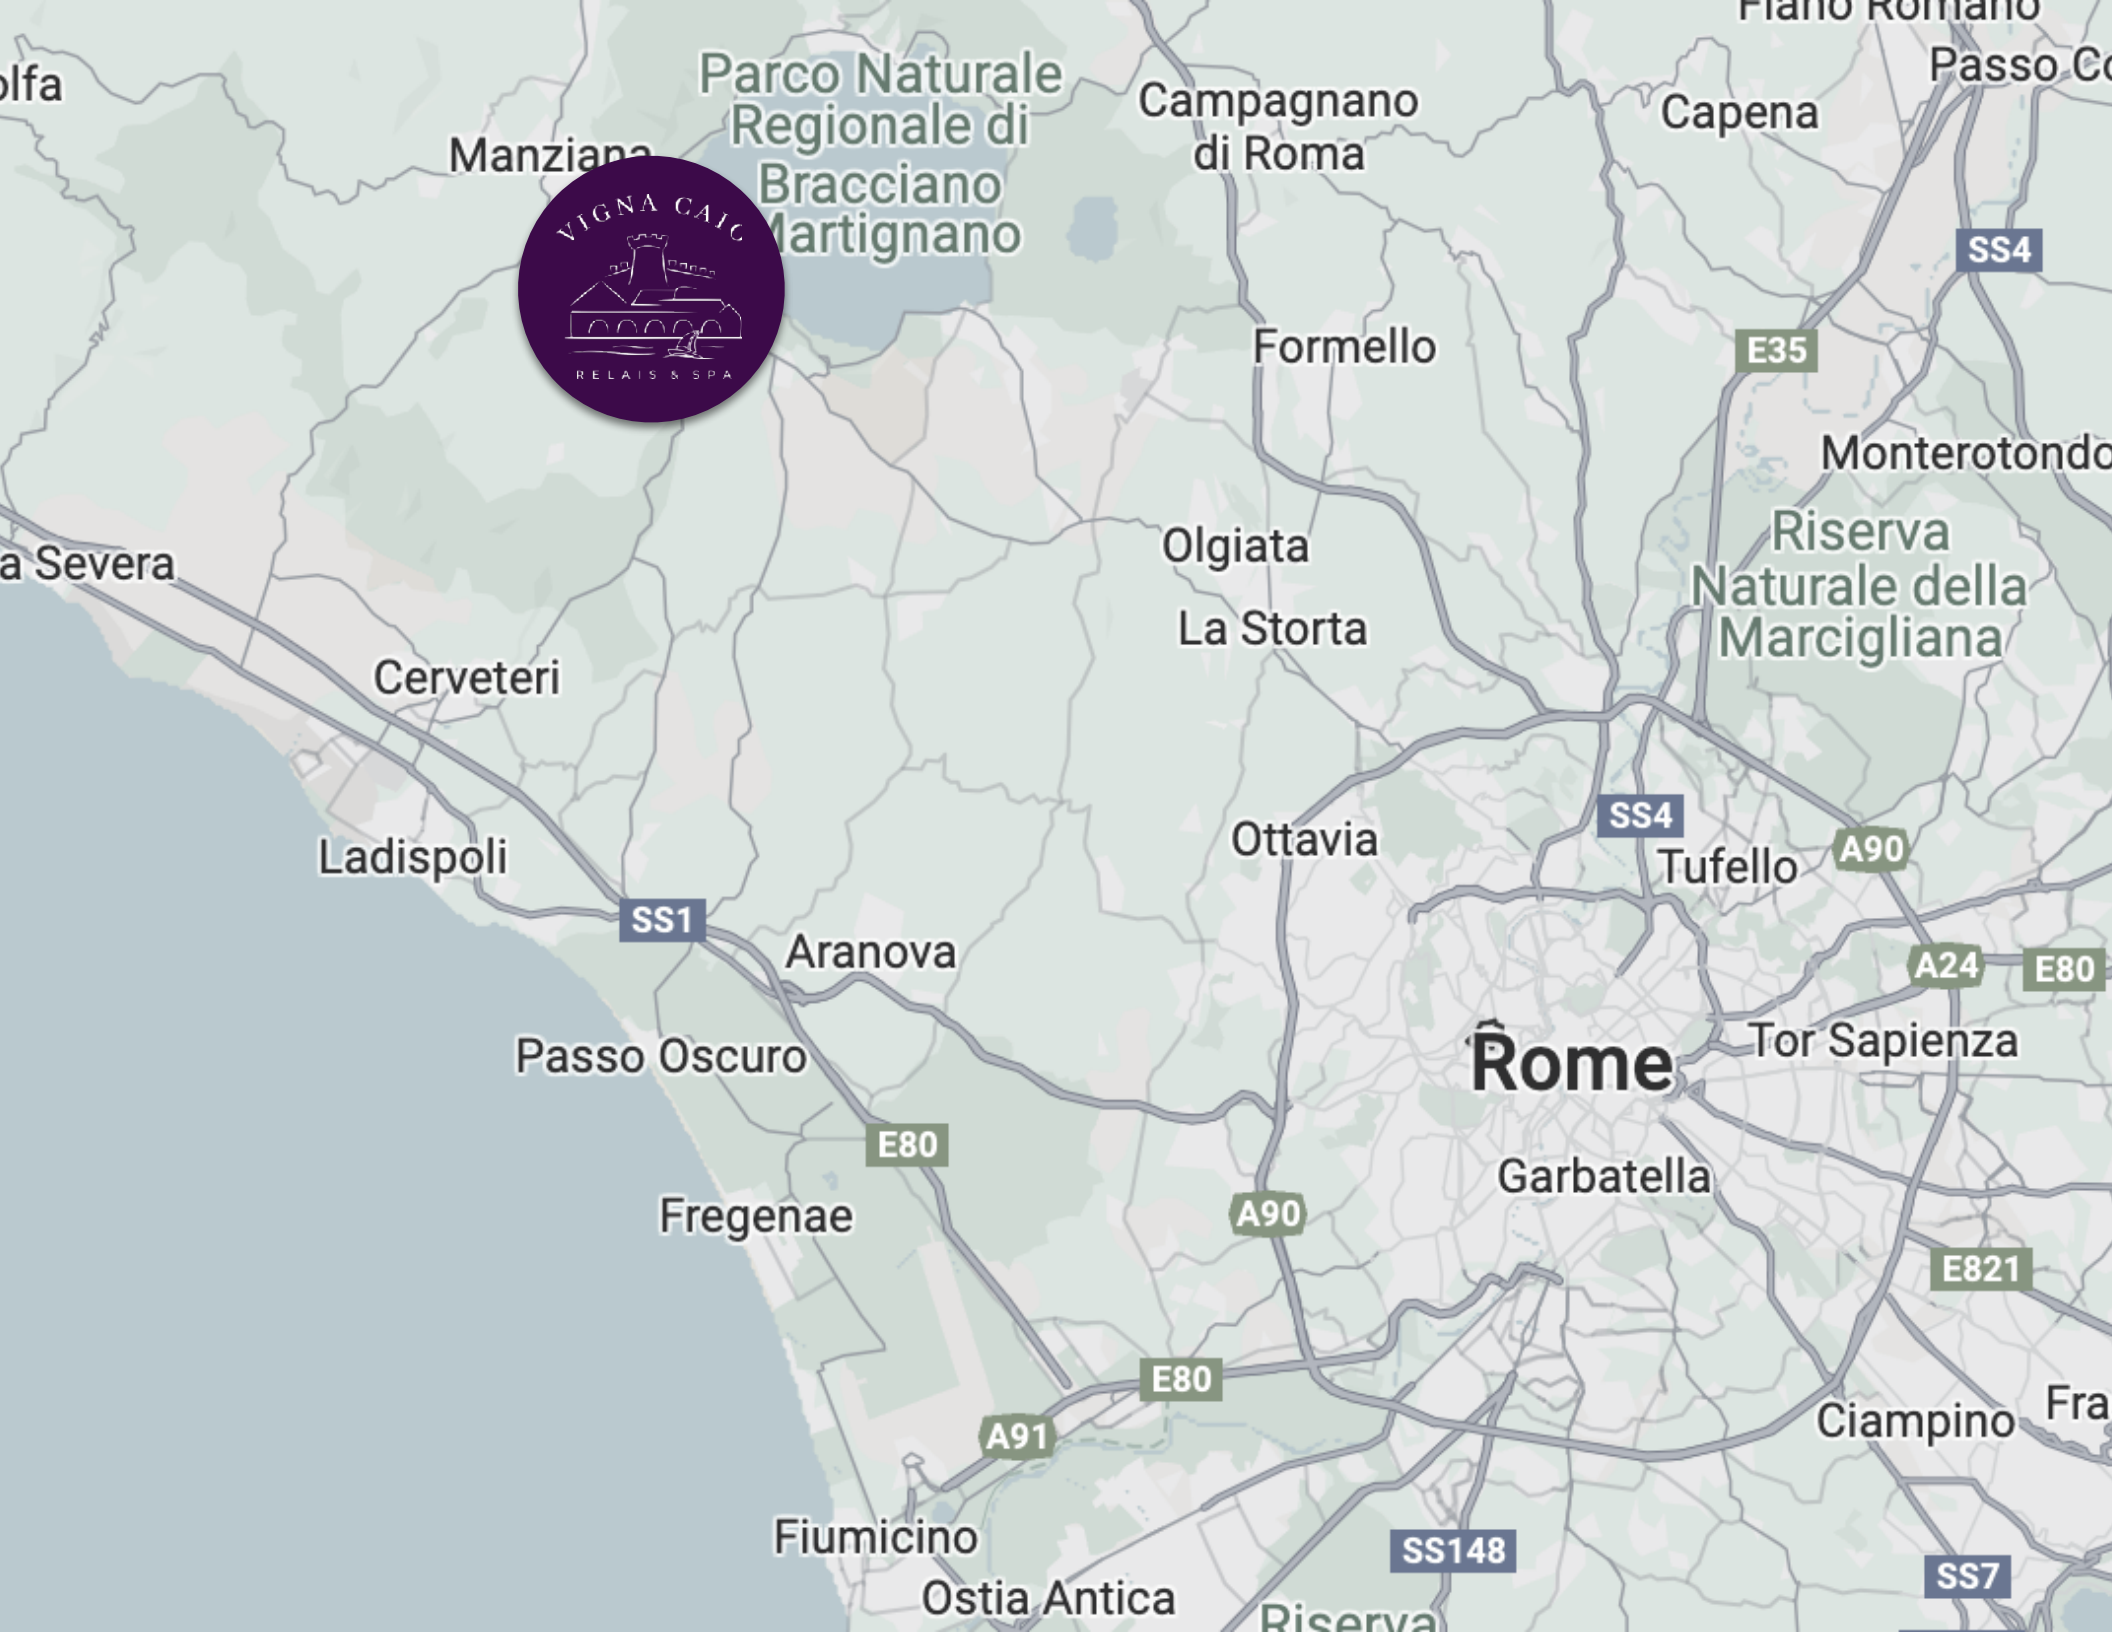 Fiano Romano
Passo Co
olfa
Parco Naturale
Regionale di
Bracciano
Martignano
Campagnano
di Roma
Capena
Manziana
VIGNA CAIO
RELAIS & SPA
SS4
Formello
E35
Monterotondo
Olgiata
Riserva
Naturale della
Marcigliana
a Severa
La Storta
Cerveteri
SS4
Ottavia
Tufello
A90
Ladispoli
SS1
Aranova
A24
E80
Passo Oscuro
Rome
Tor Sapienza
E80
Garbatella
Fregenae
A90
E821
E80
A91
Ciampino
Fra
Fiumicino
SS148
SS7
Ostia Antica
Riserva